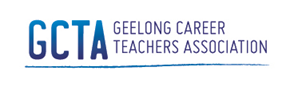 GCTA
GEELONG CAREER
TEACHERS ASSOCIATION